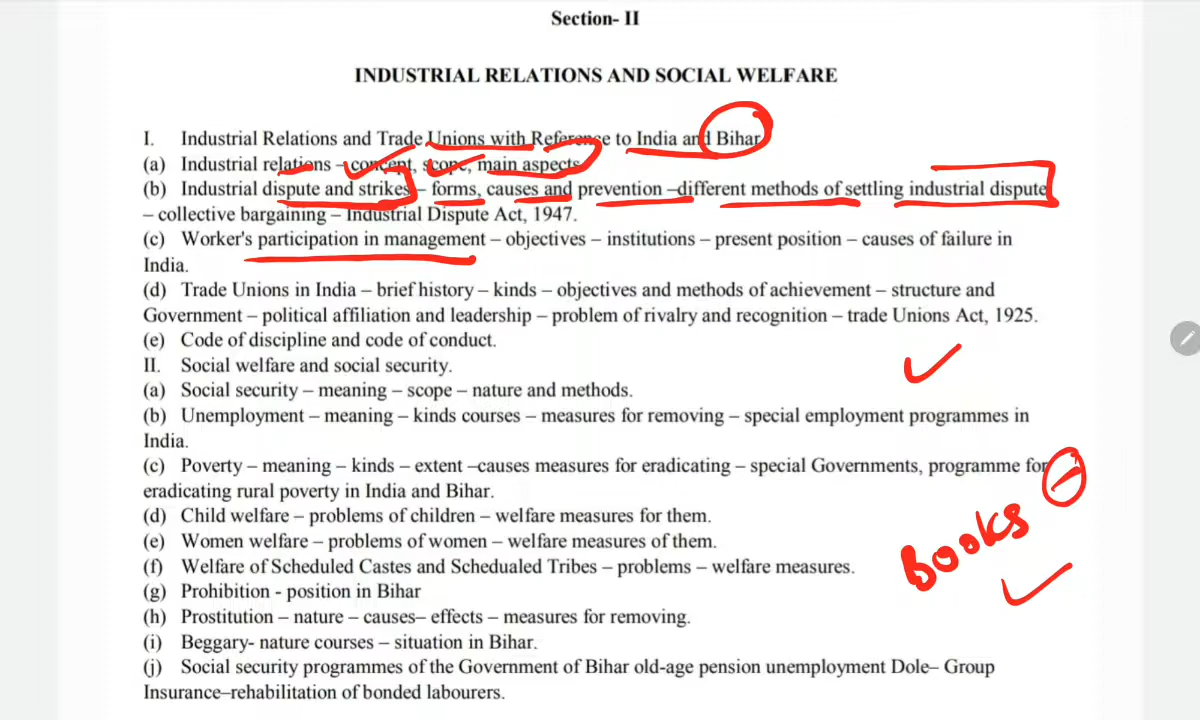 Section- II
INDUSTRIAL RELATIONS AND SOCIAL WELFARE
I. Industrial Relations and Trade Unions with Reference to India and Bihar
(a) Industrial relations – concept, scope, main aspects
(b) Industrial dispute and strikes – forms, causes and prevention –different methods of settling industrial dispute
– collective bargaining – Industrial Dispute Act, 1947.
(c) Worker's participation in management – objectives – institutions – present position – causes of failure in
India.
(d) Trade Unions in India – brief history – kinds – objectives and methods of achievement – structure and
Government – political affiliation and leadership – problem of rivalry and recognition – trade Unions Act, 1925.
(e) Code of discipline and code of conduct.
II. Social welfare and social security.
(a) Social security – meaning – scope – nature and methods.
(b) Unemployment – meaning – kinds courses – measures for removing – special employment programmes in
India.
(c) Poverty – meaning – kinds – extent –causes measures for eradicating – special Governments, programme for
eradicating rural poverty in India and Bihar.
(d) Child welfare – problems of children – welfare measures for them.
(e) Women welfare – problems of women – welfare measures of them.
(f) Welfare of Scheduled Castes and Schedualed Tribes – problems – welfare measures.
(g) Prohibition - position in Bihar
(h) Prostitution – nature – causes– effects – measures for removing.
(i) Beggary- nature courses – situation in Bihar.
(j) Social security programmes of the Government of Bihar old-age pension unemployment Dole– Group
Insurance–rehabilitation of bonded labourers.
Books